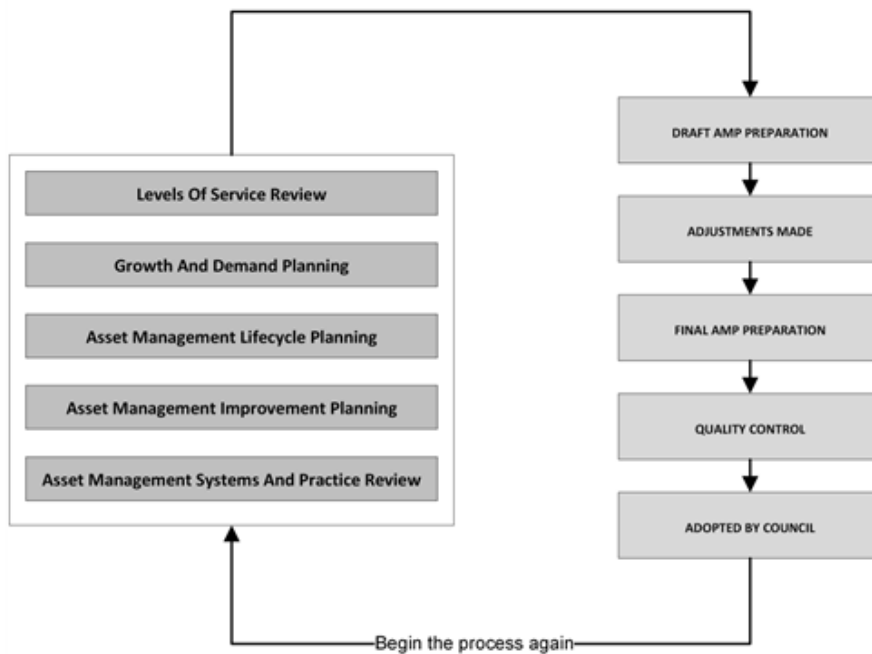 Levels Of Service Review
Growth And Demand Planning
Asset Management Lifecycle Planning
Asset Management Improvement Planning
Asset Management Systems And Practice Review
DRAFT AMP PREPARATION
ADJUSTMENTS MADE
FINAL AMP PREPARATION
QUALITY CONTROL
ADOPTED BY COUNCIL
Begin the process again